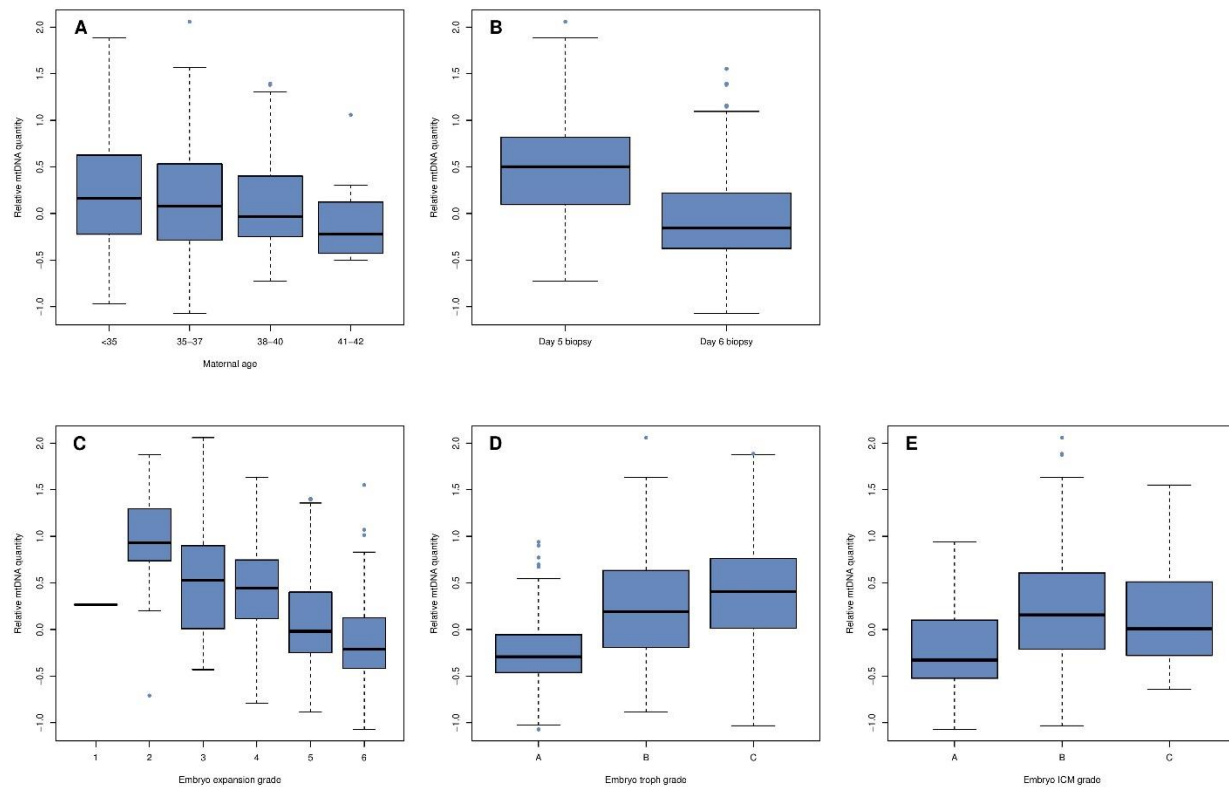 A
Relative mtDNA quantity
2.0
1.5
1.0
0.5
0.0
−0.5
−1.0
<35 35−37 38−40 41−42
Maternal age
B
Relative mtDNA quantity
2.0
1.5
1.0
0.5
0.0
−0.5
−1.0
Day 5 biopsy Day 6 biopsy
C
Relative mtDNA quantity
2.0
1.5
1.0
0.5
0.0
−0.5
−1.0
1 2 3 4 5 6
Embryo expansion grade
D
Relative mtDNA quantity
2.0
1.5
1.0
0.5
0.0
−0.5
−1.0
A B C
Embryo troph grade
E
Relative mtDNA quantity
2.0
1.5
1.0
0.5
0.0
−0.5
−1.0
A B C
Embryo ICM grade